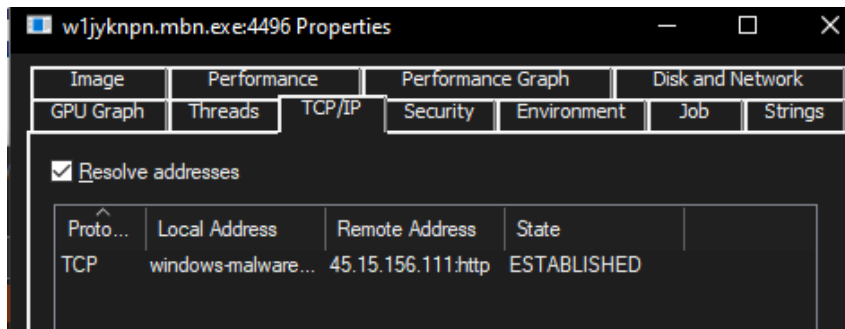 w1jyknpn.mbn.exe:4496 Properties
Image Performance Performance Graph Disk and Network
GPU Graph Threads TCP/IP Security Environment Job Strings
Resolve addresses
Proto... Local Address Remote Address State
TCP windows-malware... 45.15.156.111:http ESTABLISHED